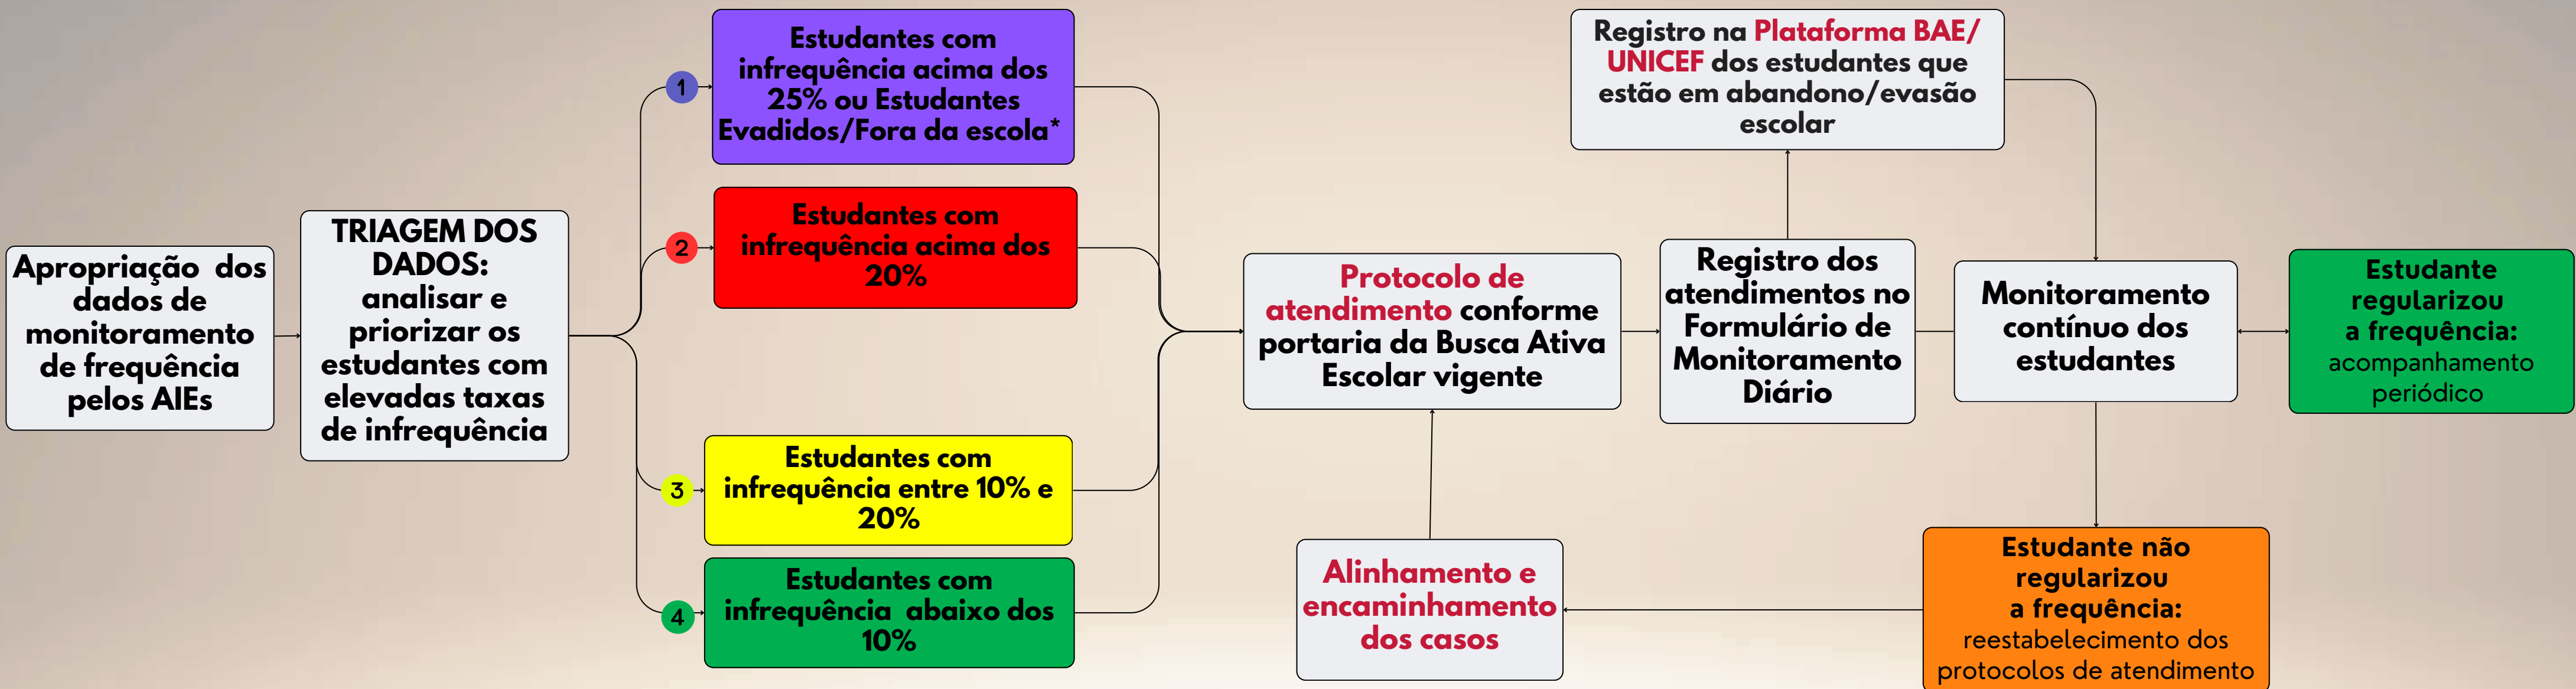 Apropriação dos
dados de
monitoramento
de frequência
pelos AIEs
TRIAGEM DOS
DADOS:
analisar e
priorizar os
estudantes com
elevadas taxas
de infrequência
1
Estudantes com
infrequência acima dos
25% ou Estudantes
Evadidos/Fora da escola*
2
Estudantes com
infrequência acima dos
20%
3
Estudantes com
infrequência entre 10% e
20%
4
Estudantes com
infrequência abaixo dos
10%
Protocolo de
atendimento conforme
portaria da Busca Ativa
Escolar vigente
Registro dos
atendimentos no
Formulário de
Monitoramento
Diário
Registro na Plataforma BAE/
UNICEF dos estudantes que
estão em abandono/evasão
escolar
Monitoramento
contínuo dos
estudantes
Estudante
regularizou
a frequência:
acompanhamento
periódico
Estudante não
regularizou
a frequência:
reestabelecimento dos
protocolos de atendimento
Alinhamento e
encaminhamento
dos casos